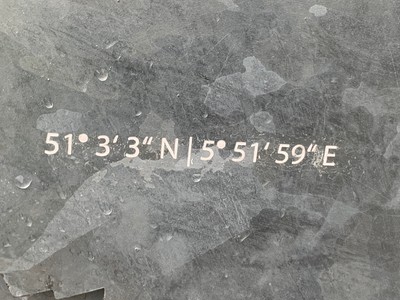 51° 3‘ 3“ N | 5° 51‘ 59“ E